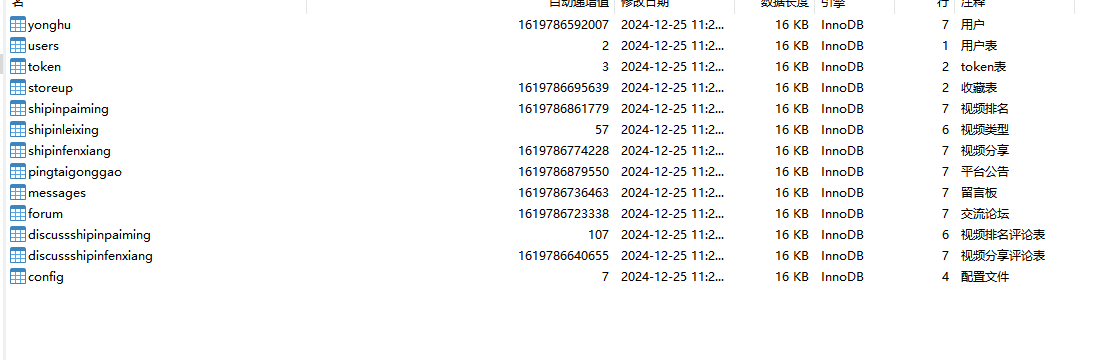 名 自动递增值 修改日期 数据长度 引擎 行 注释
yonghu 1619786592007 2024-12-25 11:2... 16 KB InnoDB 7 用户
users 2 2024-12-25 11:2... 16 KB InnoDB 1 用户表
token 3 2024-12-25 11:2... 16 KB InnoDB 2 token表
storeup 1619786695639 2024-12-25 11:2... 16 KB InnoDB 2 收藏表
shipinpaiming 1619786861779 2024-12-25 11:2... 16 KB InnoDB 7 视频排名
shipinleixing 57 2024-12-25 11:2... 16 KB InnoDB 6 视频类型
shipinfenxiang 1619786774228 2024-12-25 11:2... 16 KB InnoDB 7 视频分享
pingtaigonggao 1619786879550 2024-12-25 11:2... 16 KB InnoDB 7 平台公告
messages 1619786736463 2024-12-25 11:2... 16 KB InnoDB 7 留言板
forum 1619786723338 2024-12-25 11:2... 16 KB InnoDB 7 交流论坛
discussshipinpaiming 107 2024-12-25 11:2... 16 KB InnoDB 6 视频排名评论表
discussshipinfenxiang 1619786640655 2024-12-25 11:2... 16 KB InnoDB 7 视频分享评论表
config 7 2024-12-25 11:2... 16 KB InnoDB 4 配置文件